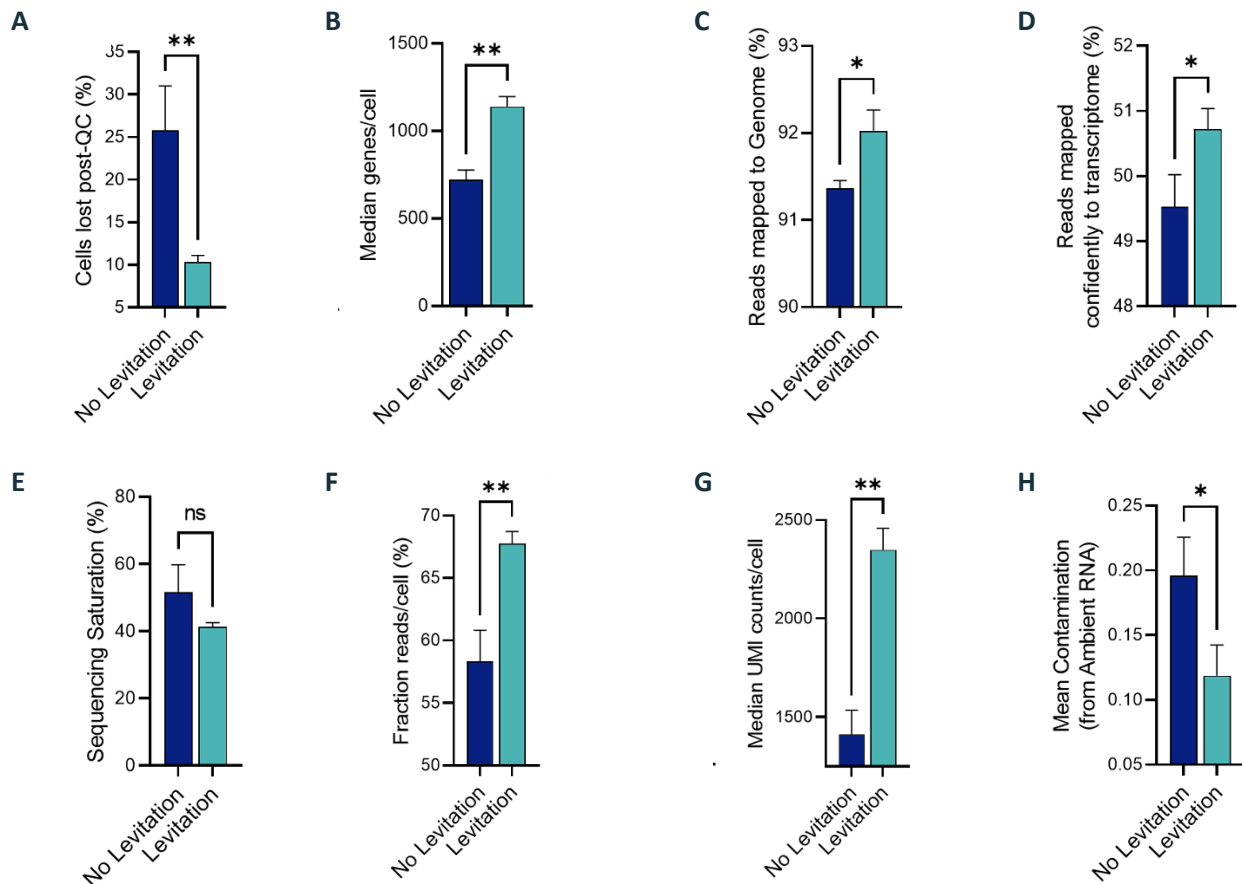 A
Cells lost post-QC (%)
35
30
25
20
15
10
5
**
No Levitation
Levitation
B
Median genes/cell
1500
1000
500
0
**
No Levitation
Levitation
C
Reads mapped to Genome (%)
93
92
91
90
*
No Levitation
Levitation
D
Reads mapped
confidently to transcriptome (%)
52
51
50
49
48
*
No Levitation
Levitation
E
Sequencing Saturation (%)
80
60
40
20
0
ns
No Levitation
Levitation
F
Fraction reads/cell (%)
70
65
60
55
50
**
No Levitation
Levitation
G
Median UMI counts/cell
2500
2000
1500
**
No Levitation
Levitation
H
Mean Contamination
(from Ambient RNA)
0.25
0.20
0.15
0.10
0.05
*
No Levitation
Levitation